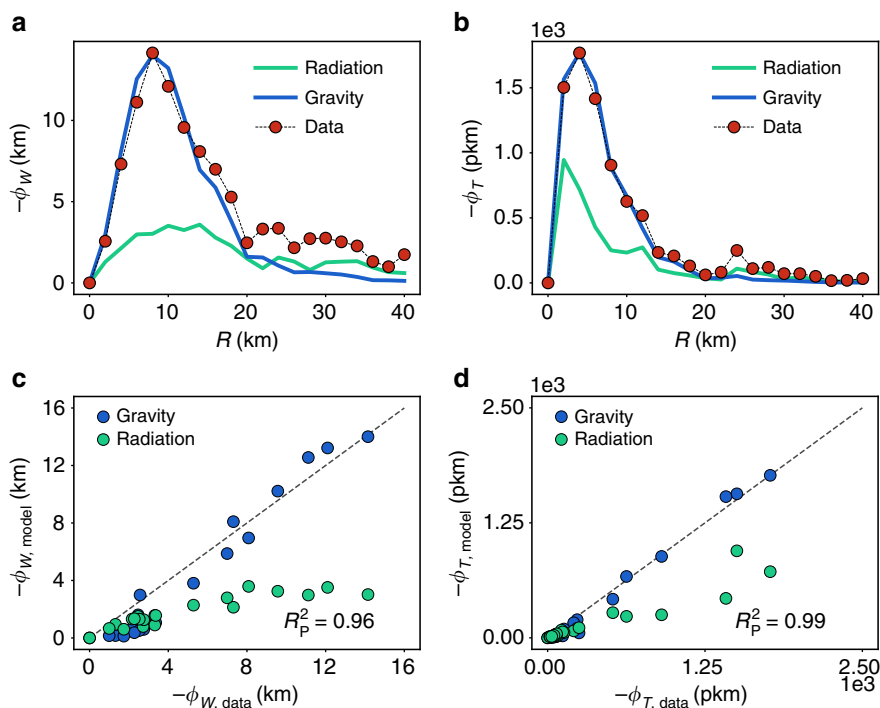 a
−ϕW (km)
10
5
0
Radiation
Gravity
Data
0 10 20 30 40
R (km)
b
1e3
−ϕT (pkm)
1.5
1.0
0.5
0.0
Radiation
Gravity
Data
0 10 20 30 40
R (km)
c
−ϕW, model (km)
16
12
8
4
0
Gravity
Radiation
R²P = 0.96
0 4 8 12 16
−ϕW, data (km)
d
1e3
−ϕT, model (pkm)
2.50
1.25
0.00
Gravity
Radiation
R²P = 0.99
0.00 1.25 2.50
1e3
−ϕT, data (pkm)